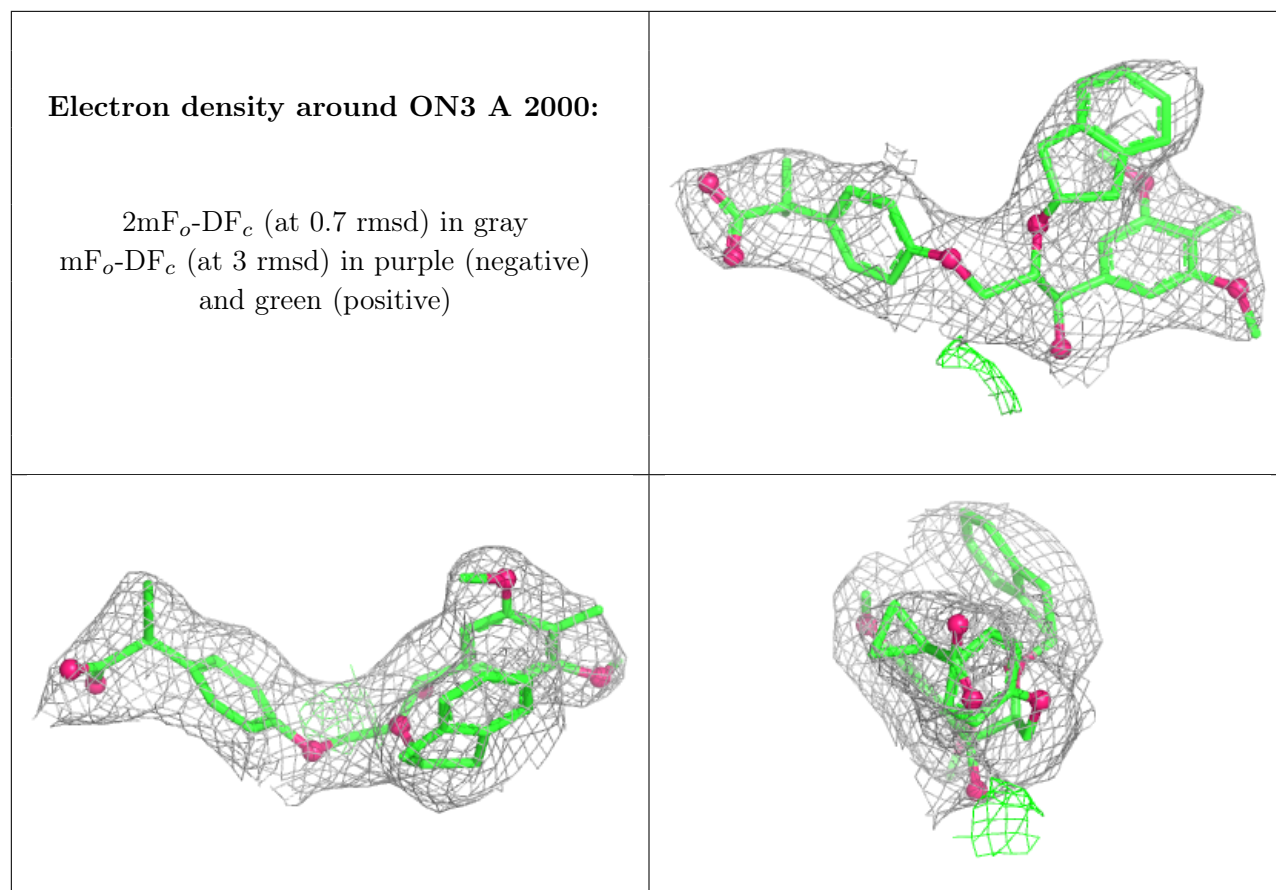 Electron density around ON3 A 2000:
2mFₒ-DF𝒸 (at 0.7 rmsd) in gray
mFₒ-DF𝒸 (at 3 rmsd) in purple (negative)
and green (positive)